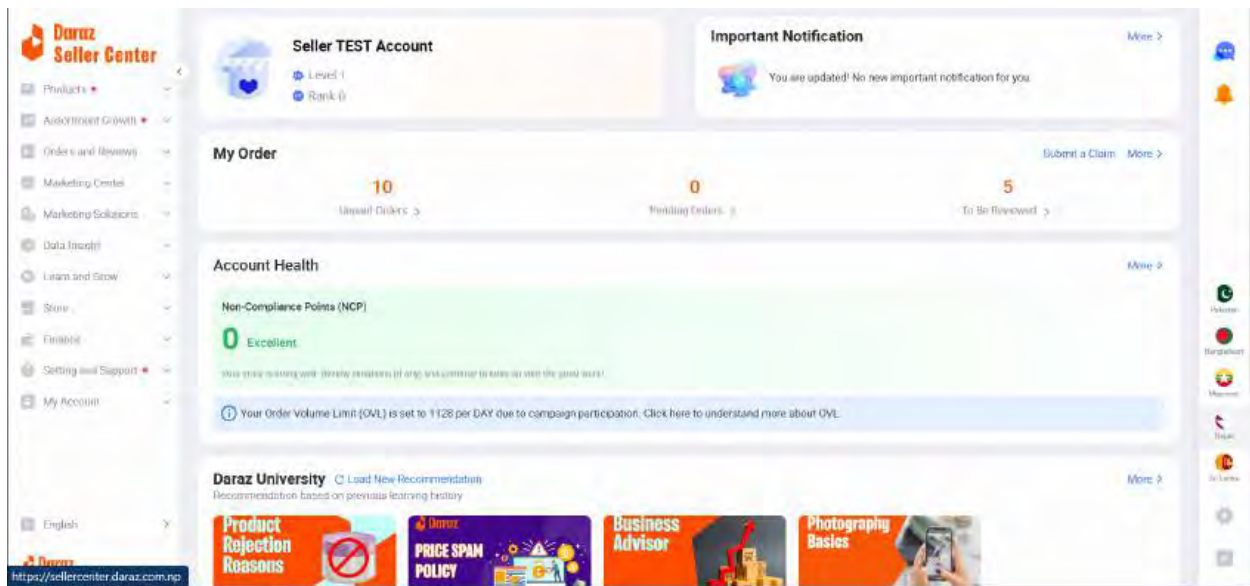 Daraz
Seller Center
Products
Assortment Growth
Orders and Reviews
Marketing Center
Marketing Solutions
Data Insight
Learn and Grow
Store
Finance
Setting and Support
My Account
English
Daraz
https://sellercenter.daraz.com.np
Seller TEST Account
Level 1
Rank 0
Important Notification
More >
You are updated! No new important notification for you.
My Order
Submit a Claim More >
10
0
5
Unpaid Orders >
Pending Orders >
To Be Reviewed >
Account Health
More >
Non-Compliance Points (NCP)
0 Excellent
Your Order Volume Limit (OVL) is set to 1128 per DAY due to campaign participation. Click here to understand more about OVL.
Daraz University Load New Recommendation
More >
Recommendation based on previous learning history
Product
Rejection
Reasons
Daraz
PRICE SPAM
POLICY
Business
Advisor
Photography
Basics
Pakistan
Bangladesh
Myanmar
Nepal
Sri Lanka